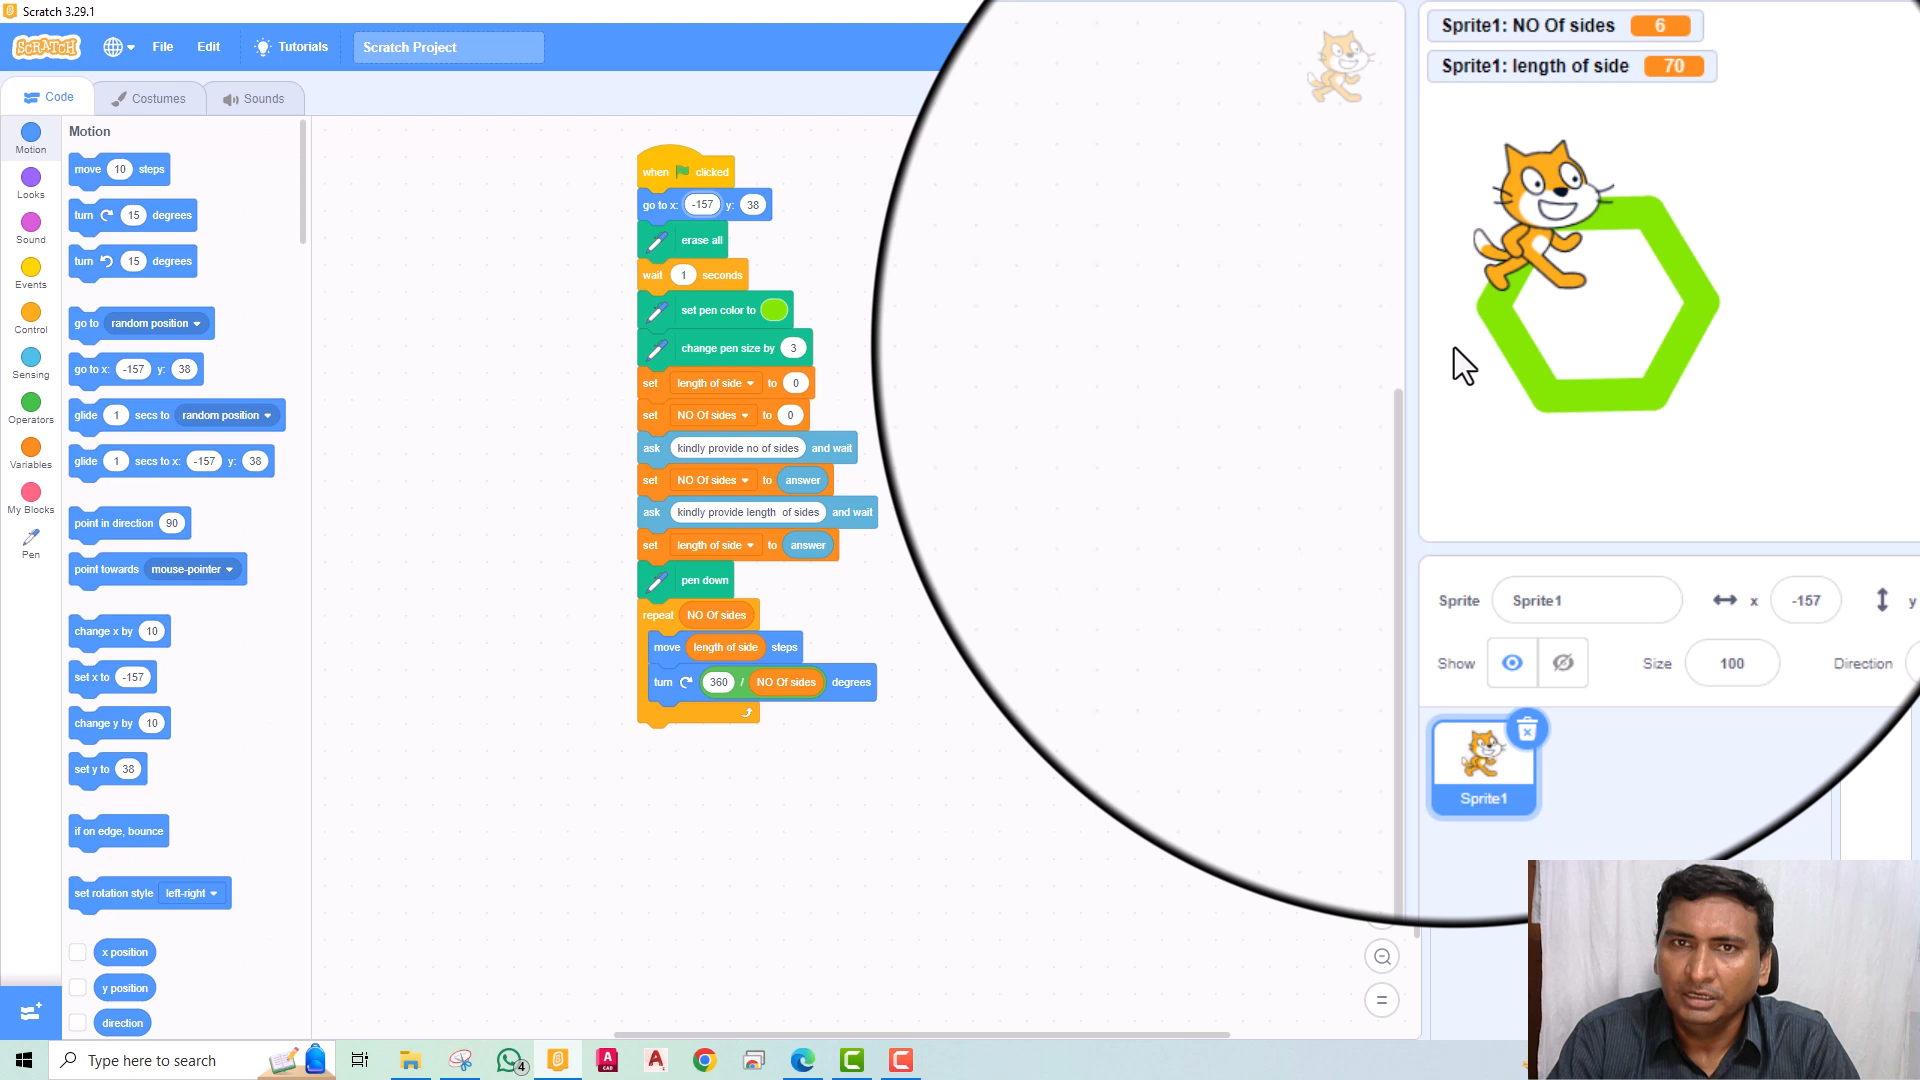 Scratch 3.29.1
SCRATCH
File
Edit
Tutorials
Scratch Project
Code
Costumes
Sounds
Motion
Looks
Sound
Events
Control
Sensing
Operators
Variables
My Blocks
Pen
Motion
move 10 steps
turn 15 degrees
turn 15 degrees
go to random position
go to x: -157 y: 38
glide 1 secs to random position
glide 1 secs to x: -157 y: 38
point in direction 90
point towards mouse-pointer
change x by 10
set x to -157
change y by 10
set y to 38
if on edge, bounce
set rotation style left-right
x position
y position
direction
when clicked
go to x: -157 y: 38
erase all
wait 1 seconds
set pen color to
change pen size by 3
set length of side to 0
set NO Of sides to 0
ask kindly provide no of sides and wait
set NO Of sides to answer
ask kindly provide length of sides and wait
set length of side to answer
pen down
repeat NO Of sides
move length of side steps
turn 360 / NO Of sides degrees
Sprite1: NO Of sides 6
Sprite1: length of side 70
Sprite Sprite1 x -157 y
Show Size 100 Direction
Sprite1
Type here to search
4